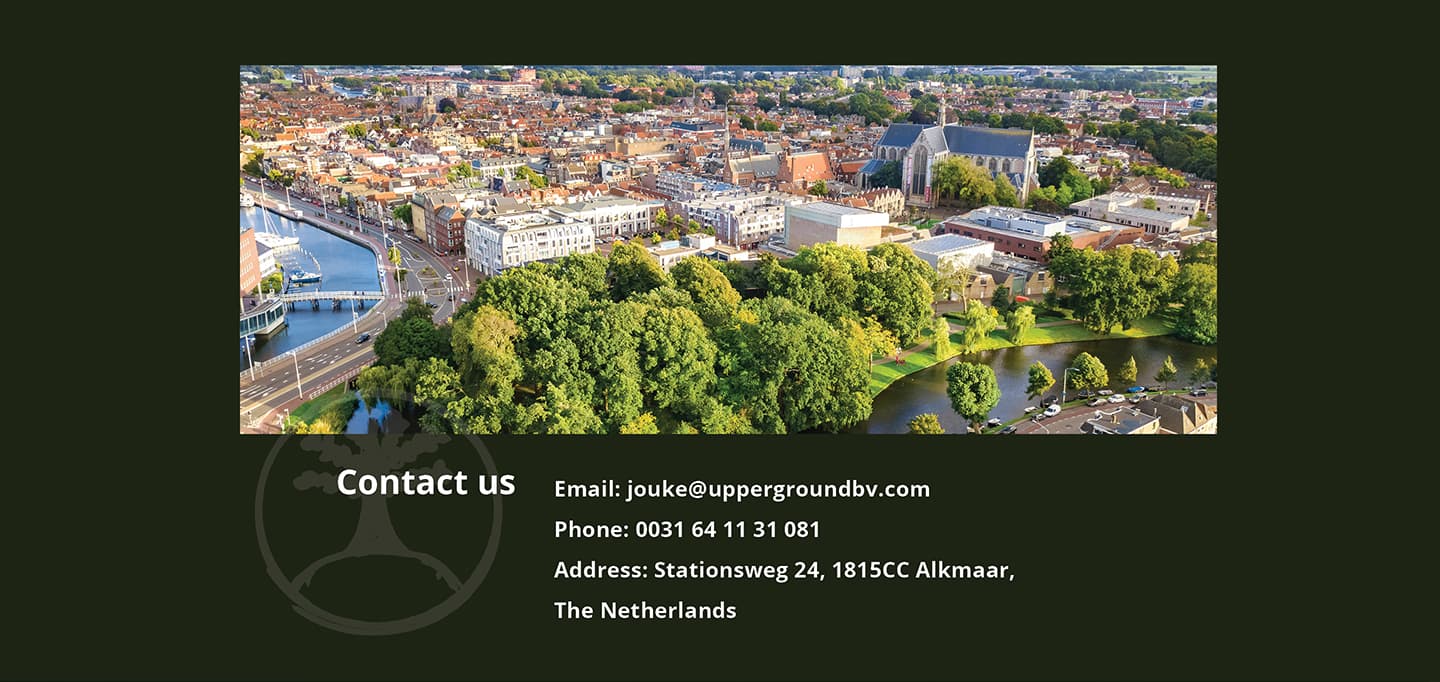 Contact us
Email: jouke@uppergroundbv.com
Phone: 0031 64 11 31 081
Address: Stationsweg 24, 1815CC Alkmaar,
The Netherlands